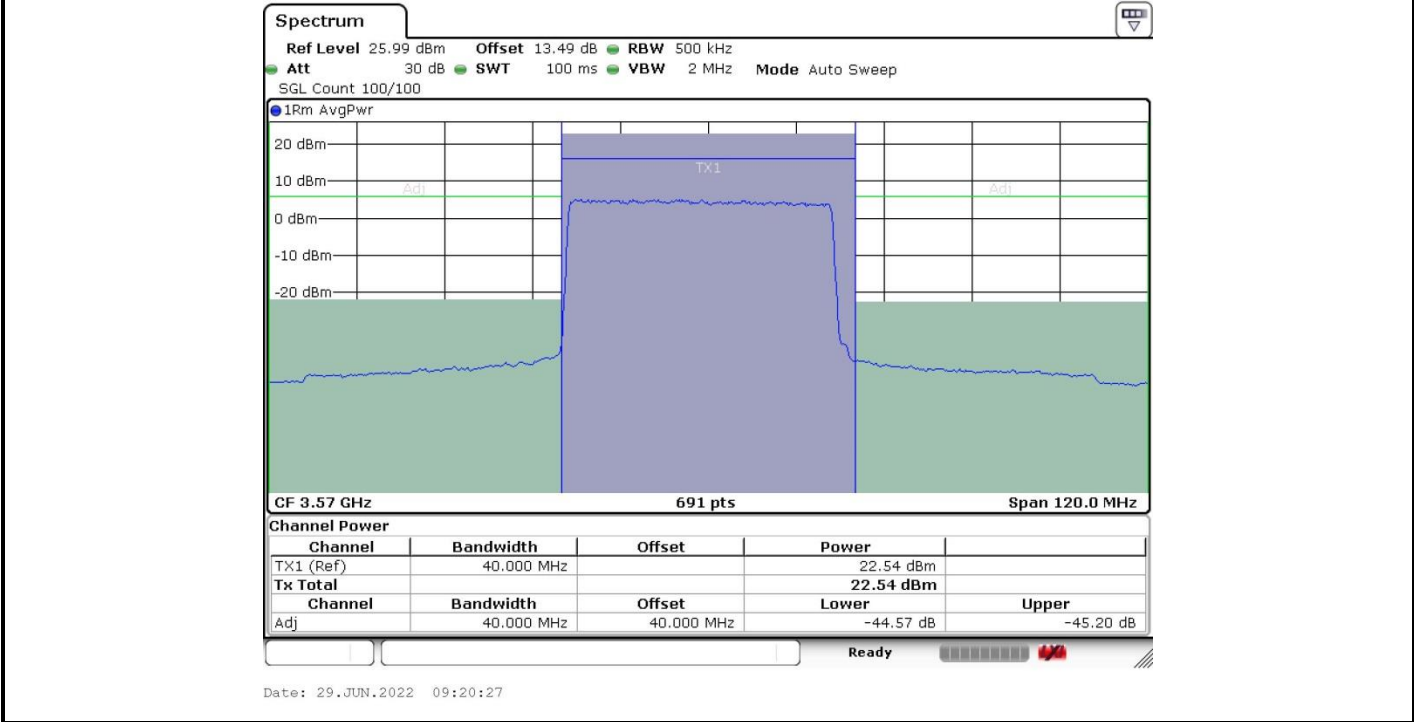 Spectrum
Ref Level 25.99 dBm Offset 13.49 dB RBW 500 kHz
Att 30 dB SWT 100 ms VBW 2 MHz Mode Auto Sweep
SGL Count 100/100
1Rm AvgPwr
20 dBm
TX1
10 dBm
Adj Adj
0 dBm
-10 dBm
-20 dBm
CF 3.57 GHz 691 pts Span 120.0 MHz
Channel Power
Channel Bandwidth Offset Power
TX1 (Ref) 40.000 MHz 22.54 dBm
Tx Total 22.54 dBm
Channel Bandwidth Offset Lower Upper
Adj 40.000 MHz 40.000 MHz -44.57 dB -45.20 dB
Ready
Date: 29.JUN.2022 09:20:27